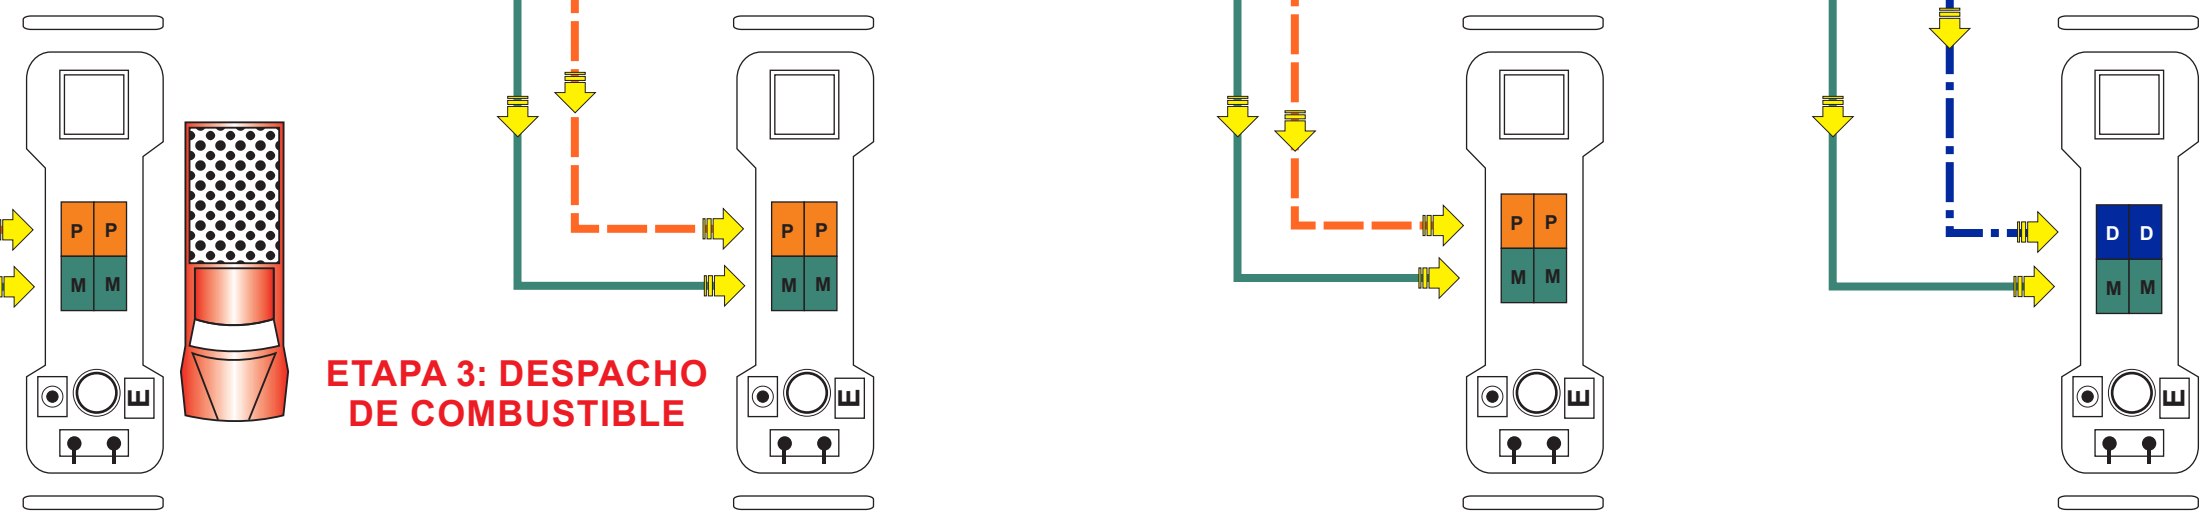 P P
M M
E
P P
M M
E
P P
M M
E
D D
M M
E
ETAPA 3: DESPACHO
DE COMBUSTIBLE